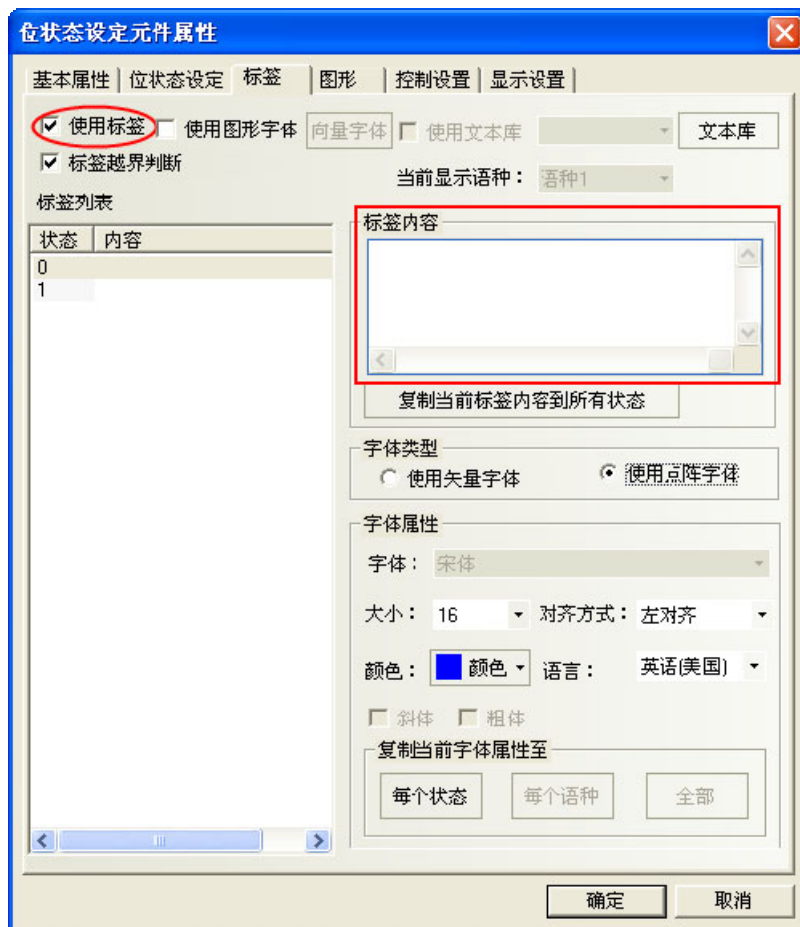 位状态设定元件属性
基本属性 位状态设定 标签 图形 控制设置 显示设置
使用标签 使用图形字体 向量字体 使用文本库 文本库
标签越界判断 当前显示语种：语种1
标签列表
状态 内容
0
1
标签内容
复制当前标签内容到所有状态
字体类型
使用矢量字体 使用点阵字体
字体属性
字体：宋体
大小：16 对齐方式：左对齐
颜色：颜色 语言：英语(美国)
斜体 粗体
复制当前字体属性至
每个状态 每个语种 全部
确定 取消